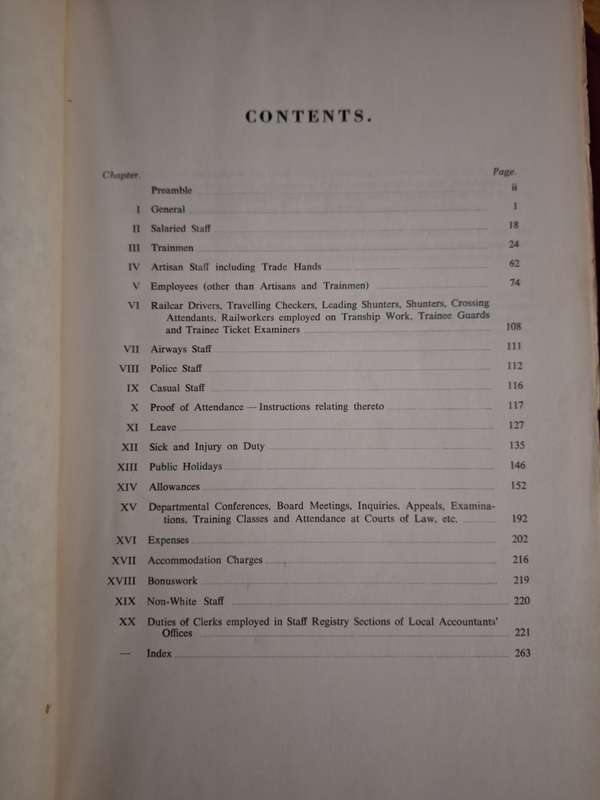 CONTENTS.
Chapter. Page.
Preamble ii
I General 1
II Salaried Staff 18
III Trainmen 24
IV Artisan Staff including Trade Hands 62
V Employees (other than Artisans and Trainmen) 74
VI Railcar Drivers, Travelling Checkers, Leading Shunters, Shunters, Crossing
Attendants, Railworkers employed on Tranship Work, Trainee Guards
and Trainee Ticket Examiners 108
VII Airways Staff 111
VIII Police Staff 112
IX Casual Staff 116
X Proof of Attendance — Instructions relating thereto 117
XI Leave 127
XII Sick and Injury on Duty 135
XIII Public Holidays 146
XIV Allowances 152
XV Departmental Conferences, Board Meetings, Inquiries, Appeals, Examina-
tions, Training Classes and Attendance at Courts of Law, etc. 192
XVI Expenses 202
XVII Accommodation Charges 216
XVIII Bonuswork 219
XIX Non-White Staff 220
XX Duties of Clerks employed in Staff Registry Sections of Local Accountants'
Offices 221
— Index 263